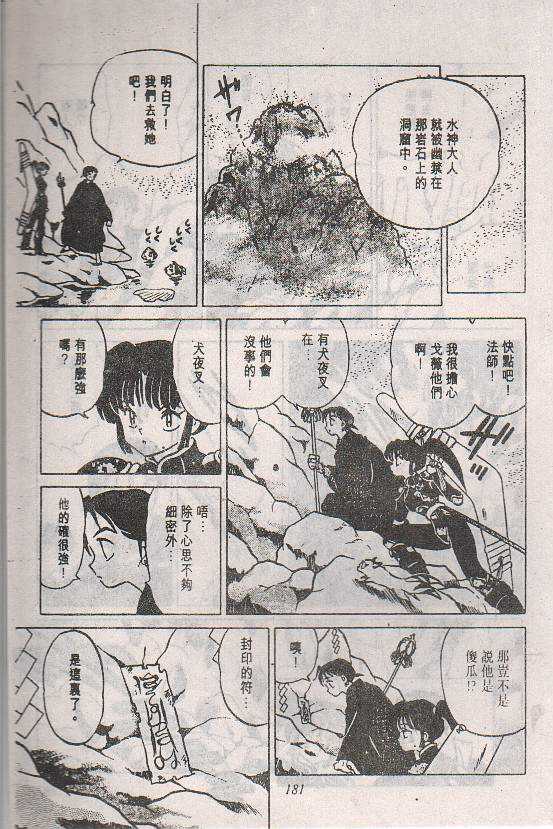 水神大人
就被幽禁在
那岩石上的
洞窟中。
明白了！
我們去救她
吧！
快點吧！
法師！
我很擔心
戈薇他們
啊！
有犬夜叉
在…
他們會
沒事的！
犬夜叉…
有那麼強
嗎？
唔…
除了心思不夠
細密外…
他的確很強！
那豈不是
說他是
傻瓜!?
咦！
封印的符…
是這裏了。
181